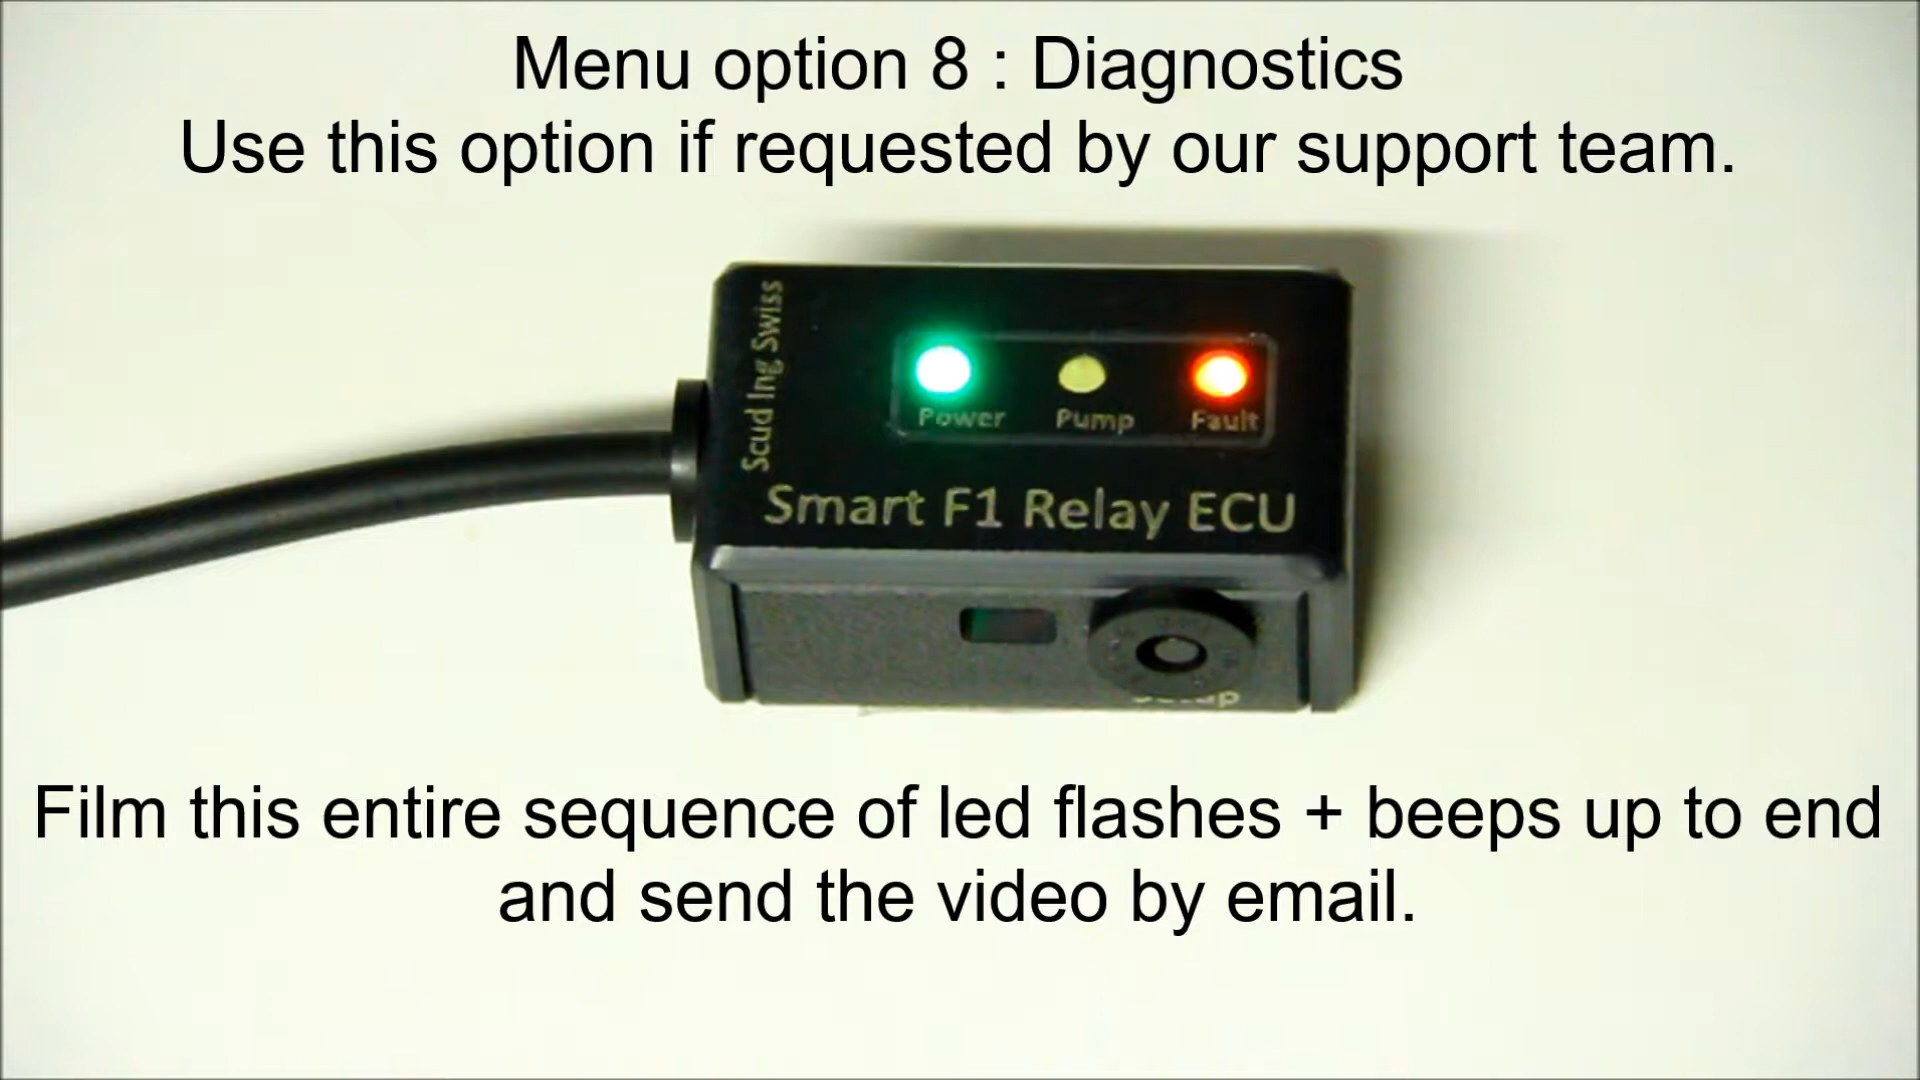 Menu option 8 : Diagnostics
Use this option if requested by our support team.
Scud Ing Swiss
Power Pump Fault
Smart F1 Relay ECU
Setup
Film this entire sequence of led flashes + beeps up to end
and send the video by email.